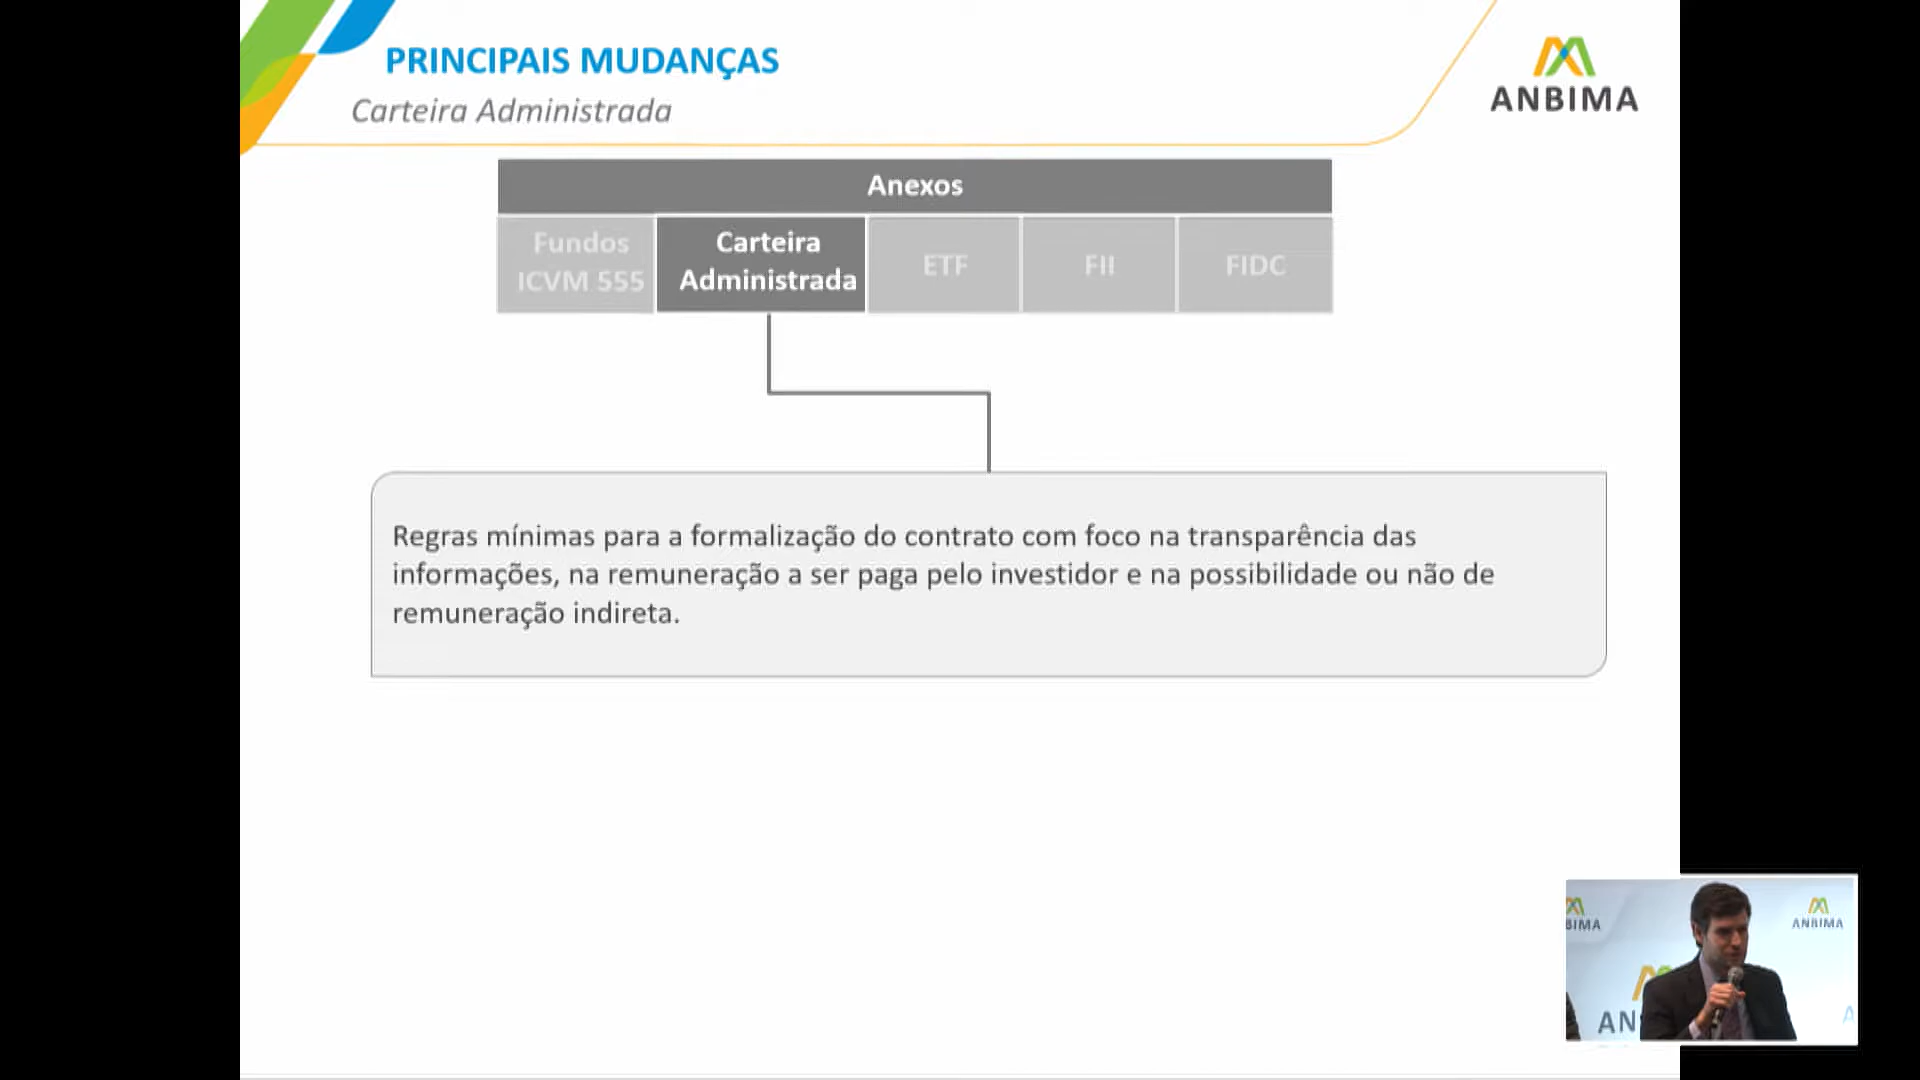 PRINCIPAIS MUDANÇAS
Carteira Administrada
ANBIMA
Anexos
Fundos
ICVM 555
Carteira
Administrada
ETF
FII
FIDC
Regras mínimas para a formalização do contrato com foco na transparência das
informações, na remuneração a ser paga pelo investidor e na possibilidade ou não de
remuneração indireta.
BIMA
ANBIMA
AN